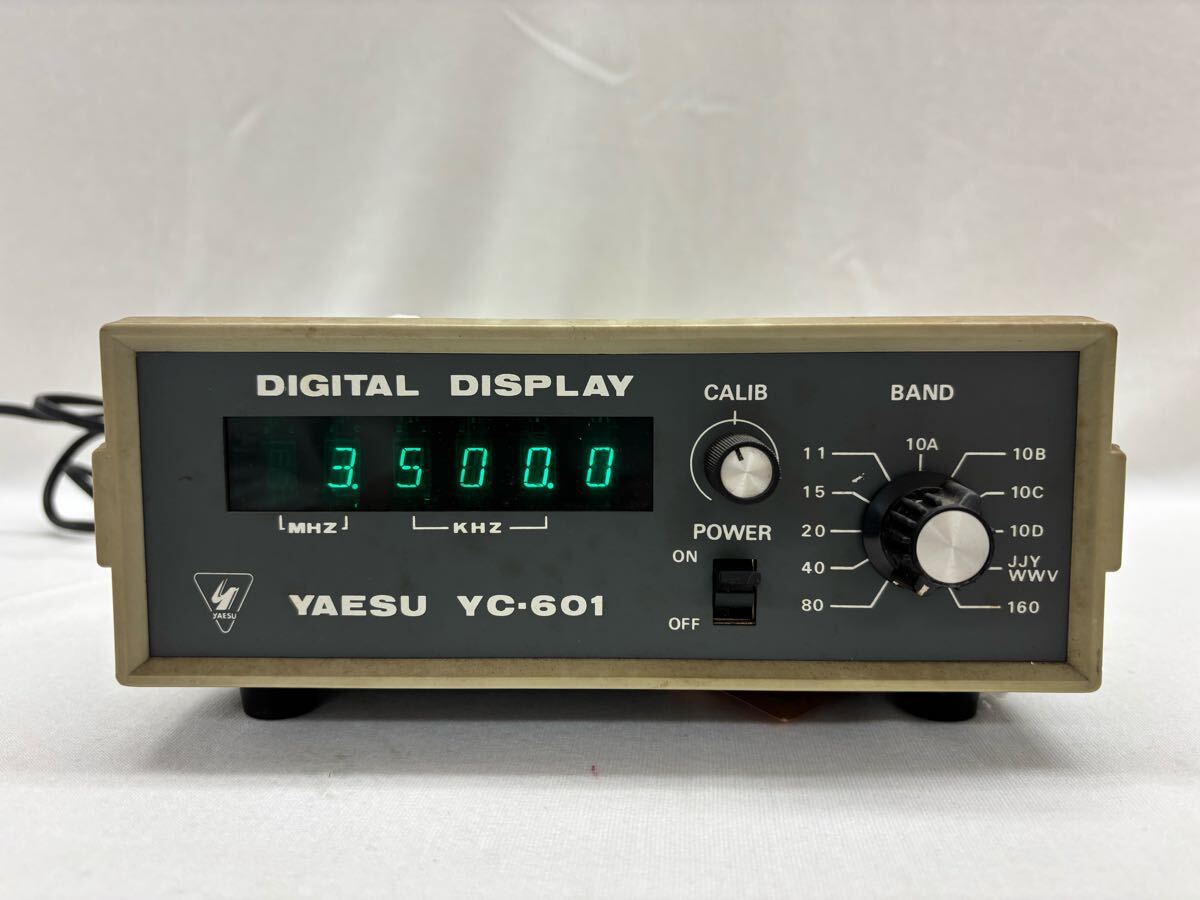 DIGITAL DISPLAY
3.500.0
MHZ KHZ
YAESU
YAESU YC-601
CALIB
POWER
ON
OFF
BAND
11
15
20
40
80
10A
10B
10C
10D
JJY
WWV
160